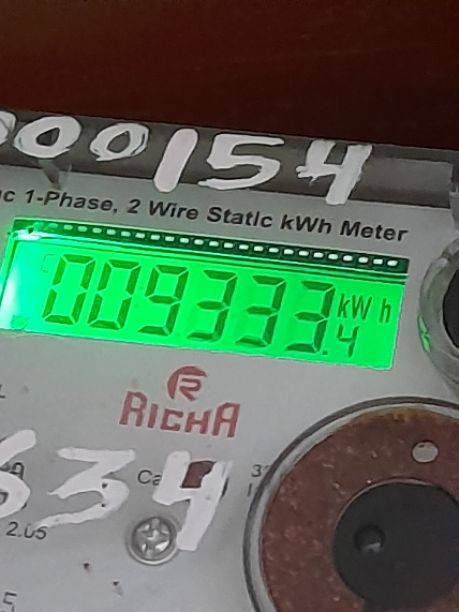 000154
1-Phase, 2 Wire Static kWh Meter
009333.4 kWh
RICHA
634
2.05